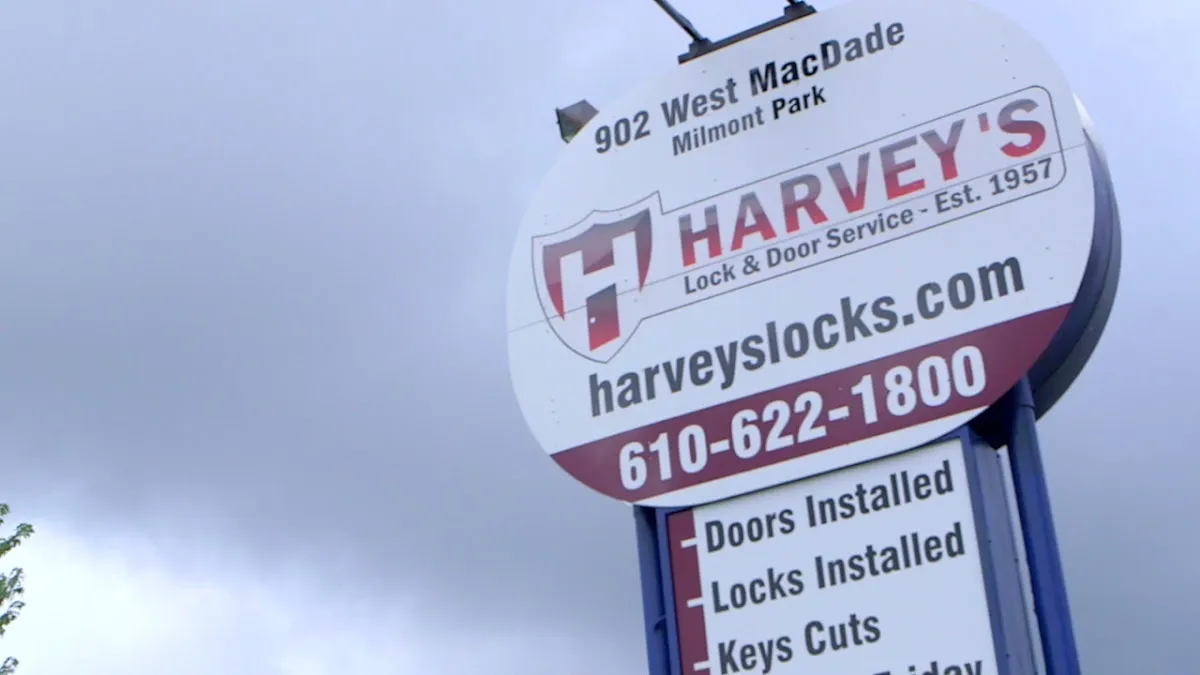 902 West MacDade
Milmont Park
HARVEY'S
Lock & Door Service - Est. 1957
H
harveyslocks.com
610-622-1800
Doors Installed
Locks Installed
Keys Cuts
Friday